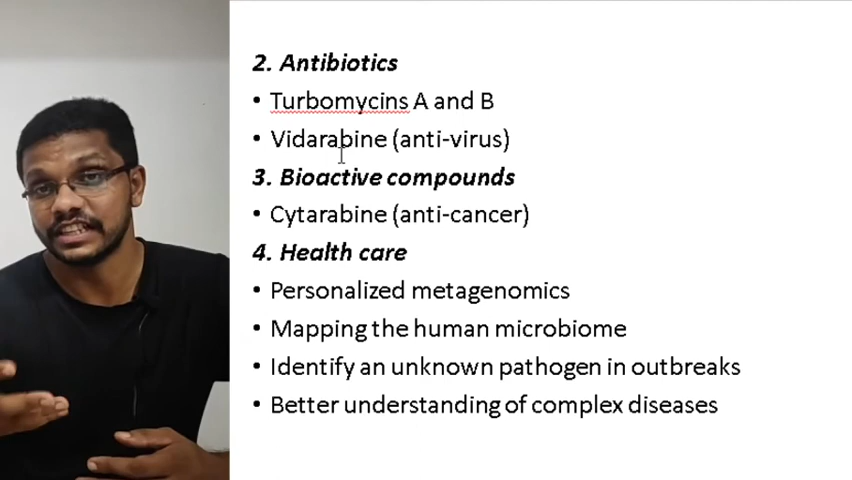 2. Antibiotics
• Turbomycins A and B
• Vidarabine (anti-virus)
3. Bioactive compounds
• Cytarabine (anti-cancer)
4. Health care
• Personalized metagenomics
• Mapping the human microbiome
• Identify an unknown pathogen in outbreaks
• Better understanding of complex diseases